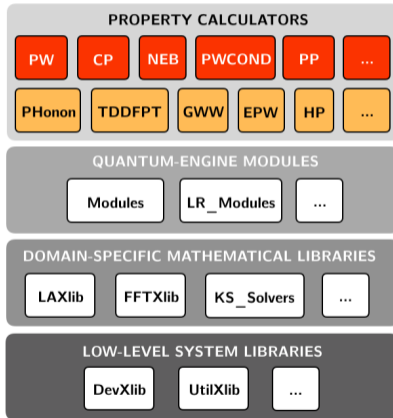 PROPERTY CALCULATORS
PW CP NEB PWCOND PP ...
PHonon TDDFPT GWW EPW HP ...
QUANTUM-ENGINE MODULES
Modules LR_Modules ...
DOMAIN-SPECIFIC MATHEMATICAL LIBRARIES
LAXlib FFTXlib KS_Solvers ...
LOW-LEVEL SYSTEM LIBRARIES
DevXlib UtilXlib ...